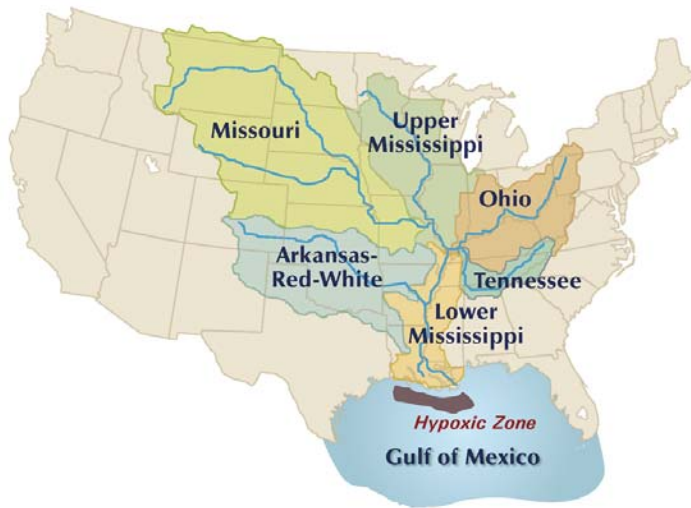 Missouri
Upper
Mississippi
Ohio
Arkansas-
Red-White
Tennessee
Lower
Mississippi
Hypoxic Zone
Gulf of Mexico